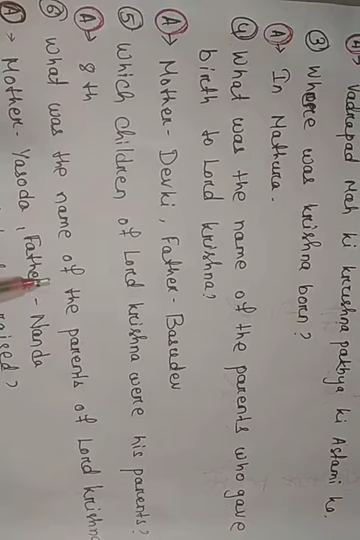 A) > Vadrapad Mah ki krushna pakhya ki Astami ko.
③ Where was krishna born?
Ⓐ> In Mathura.
④ What was the name of the parents who gave
birth to Lord krishna?
Ⓐ> Mother- Devki, Father- Basudev
⑤ Which children of Lord krishna were his parents?
Ⓐ> 8th
⑥ What was the name of the parents of Lord krishna
Ⓐ> Mother- Yasoda, Father- Nanda
raised?